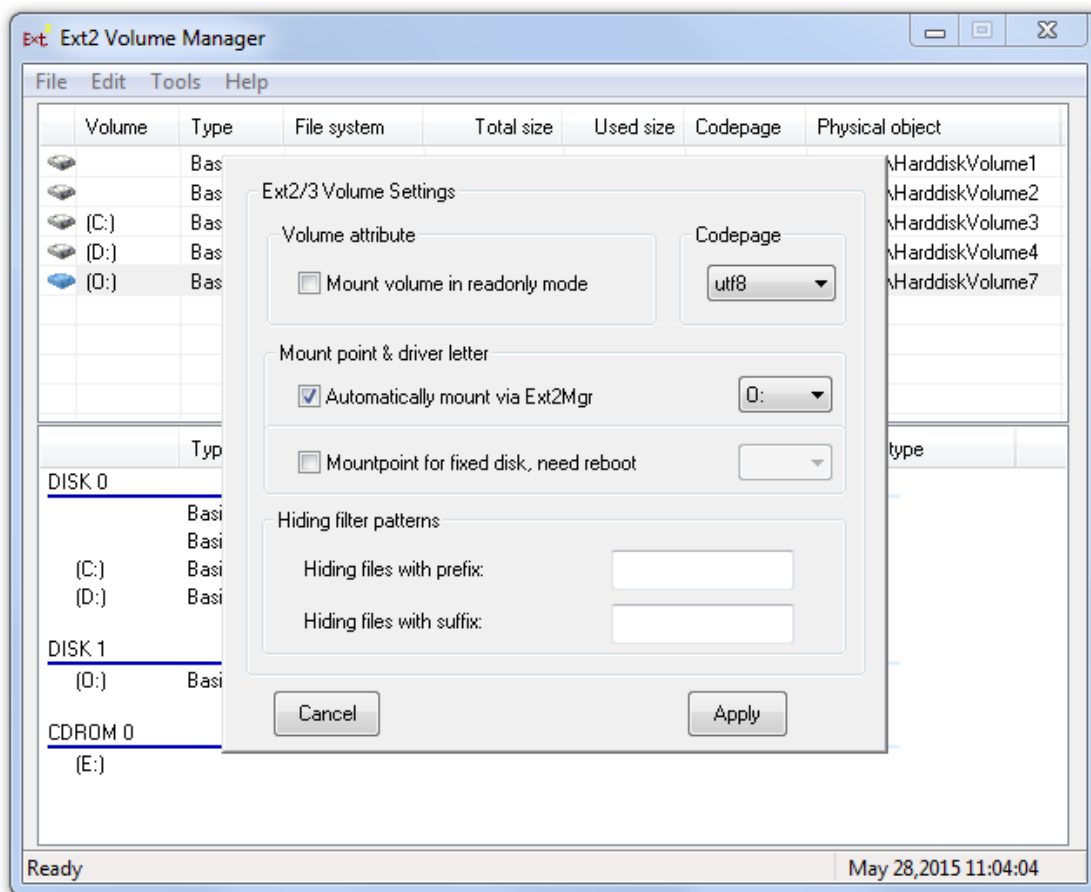 Ext Ext2 Volume Manager
File Edit Tools Help
Volume Type File system Total size Used size Codepage Physical object
Bas \HarddiskVolume1
Bas \HarddiskVolume2
(C:) Bas \HarddiskVolume3
(D:) Bas \HarddiskVolume4
(O:) Bas \HarddiskVolume7
Ext2/3 Volume Settings
Volume attribute
Mount volume in readonly mode
Codepage
utf8
Mount point & driver letter
Automatically mount via Ext2Mgr O:
Mountpoint for fixed disk, need reboot
Hiding filter patterns
Hiding files with prefix:
Hiding files with suffix:
Cancel Apply
Typ type
DISK 0
Basi
Basi
(C:) Basi
(D:) Basi
DISK 1
(O:) Basi
CDROM 0
(E:)
Ready May 28,2015 11:04:04